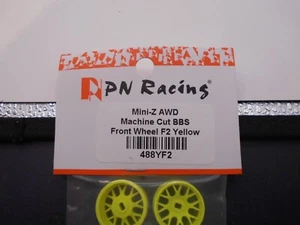 PN Racing®
Mini-Z AWD
Machine Cut BBS
Front Wheel F2 Yellow
488YF2